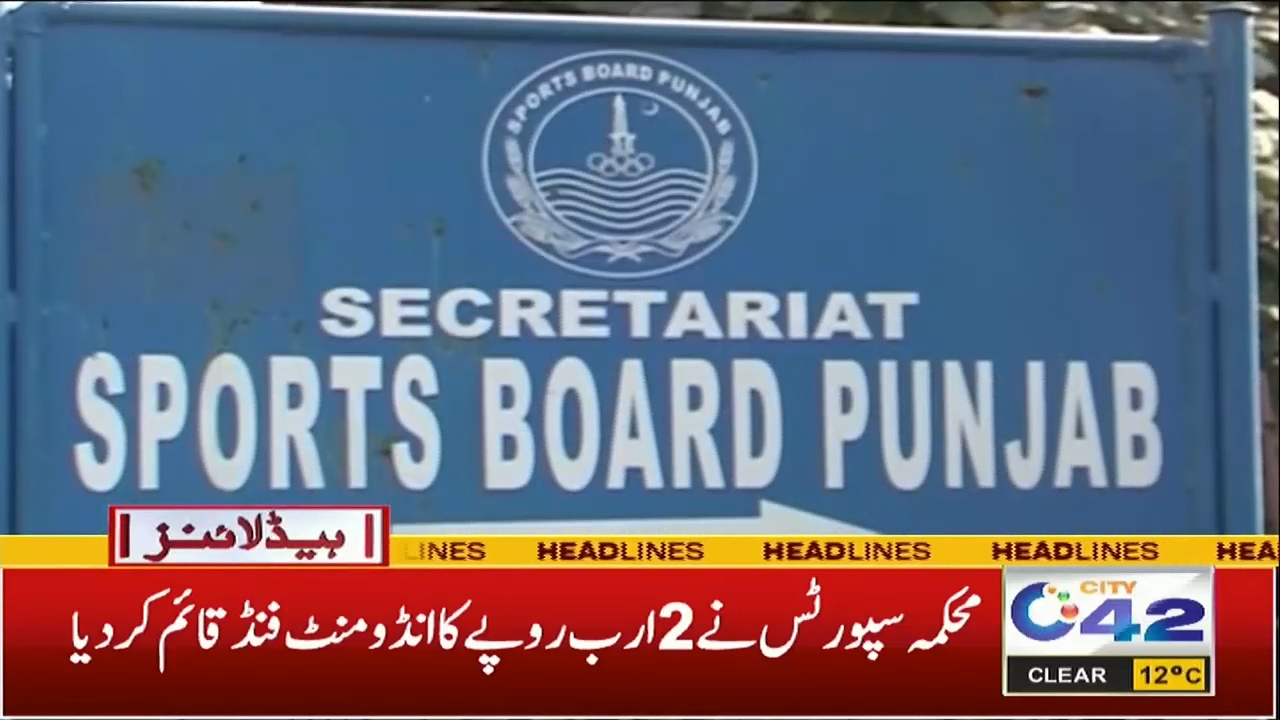 SPORTS BOARD PUNJAB
SECRETARIAT
SPORTS BOARD PUNJAB
ہیڈلائنز
LINES HEADLINES HEADLINES HEADLINES HEA
محکمہ سپورٹس نے 2 ارب روپے کا انڈومنٹ فنڈ قائم کر دیا
CITY
42
CLEAR 12°C